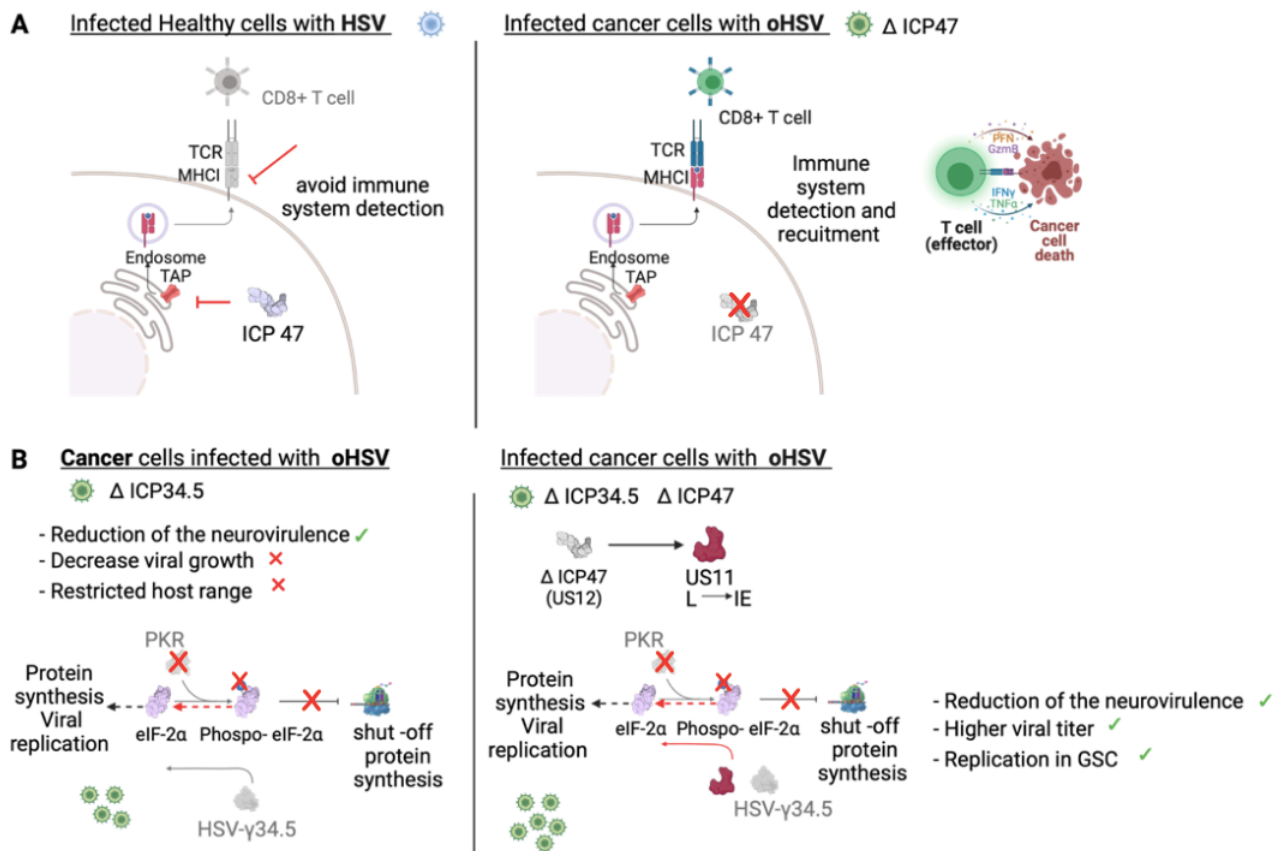 A
Infected Healthy cells with HSV
CD8+ T cell
TCR
MHCI
avoid immune
system detection
Endosome
TAP
ICP 47
Infected cancer cells with oHSV
Δ ICP47
CD8+ T cell
TCR
MHCI
Immune
system
detection and
recruitment
Endosome
TAP
ICP 47
PFN
GzmB
IFNγ
TNFα
T cell
(effector)
Cancer
cell
death
B
Cancer cells infected with oHSV
Δ ICP34.5
- Reduction of the neurovirulence ✓
- Decrease viral growth ×
- Restricted host range ×
PKR
Protein
synthesis
Viral
replication
eIF-2α
Phospo- eIF-2α
shut -off
protein
synthesis
HSV-γ34.5
Infected cancer cells with oHSV
Δ ICP34.5 Δ ICP47
Δ ICP47
(US12)
US11
L → IE
PKR
Protein
synthesis
Viral
replication
eIF-2α
Phospo- eIF-2α
shut -off
protein
synthesis
HSV-γ34.5
- Reduction of the neurovirulence ✓
- Higher viral titer ✓
- Replication in GSC ✓